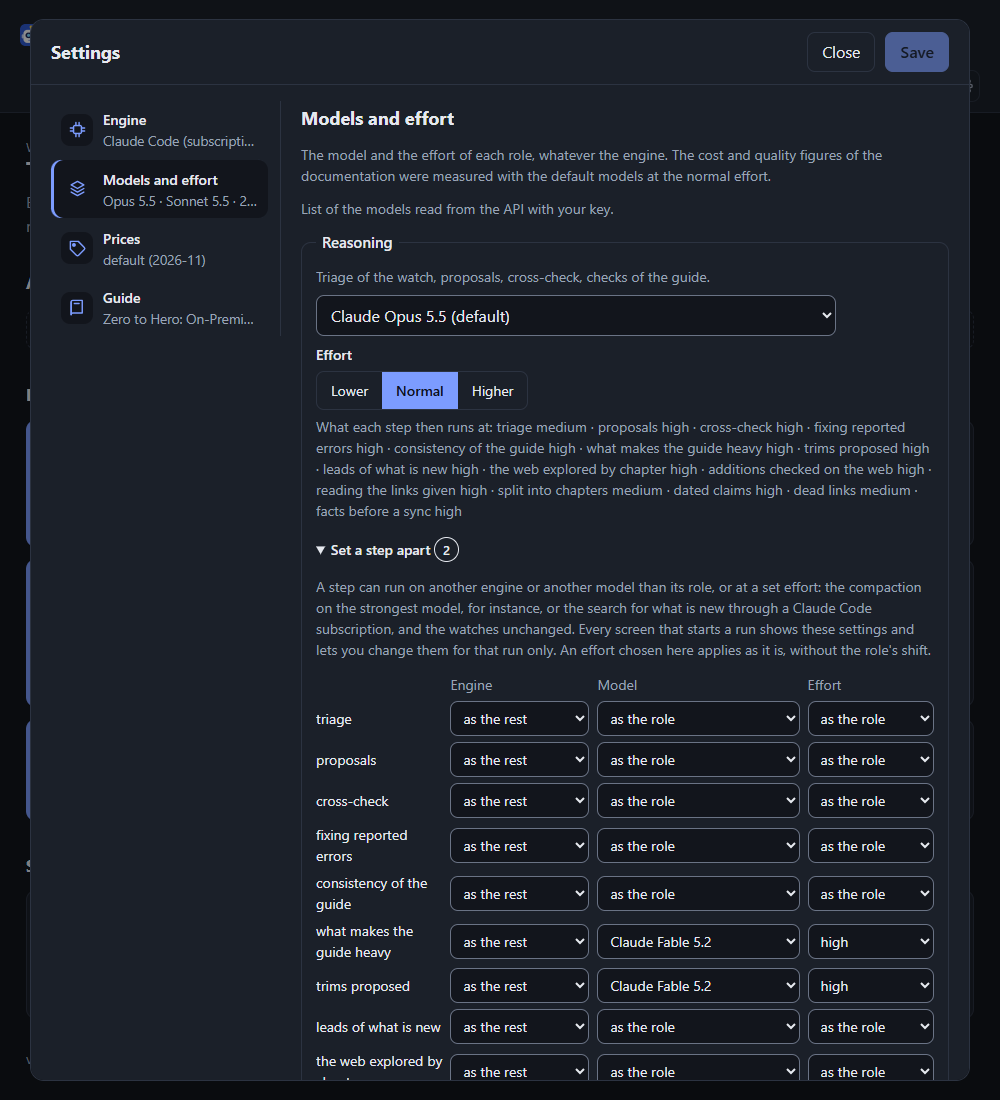 Settings
Close
Save
Engine
Claude Code (subscripti...
Models and effort
Opus 5.5 · Sonnet 5.5 · 2...
Prices
default (2026-11)
Guide
Zero to Hero: On-Premi...
Models and effort
The model and the effort of each role, whatever the engine. The cost and quality figures of the
documentation were measured with the default models at the normal effort.
List of the models read from the API with your key.
Reasoning
Triage of the watch, proposals, cross-check, checks of the guide.
Claude Opus 5.5 (default)
Effort
Lower
Normal
Higher
What each step then runs at: triage medium · proposals high · cross-check high · fixing reported
errors high · consistency of the guide high · what makes the guide heavy high · trims proposed high
· leads of what is new high · the web explored by chapter high · additions checked on the web high ·
reading the links given high · split into chapters medium · dated claims high · dead links medium ·
facts before a sync high
▼ Set a step apart 2
A step can run on another engine or another model than its role, or at a set effort: the compaction
on the strongest model, for instance, or the search for what is new through a Claude Code
subscription, and the watches unchanged. Every screen that starts a run shows these settings and
lets you change them for that run only. An effort chosen here applies as it is, without the role's shift.
Engine Model Effort
triage as the rest as the role as the role
proposals as the rest as the role as the role
cross-check as the rest as the role as the role
fixing reported
errors as the rest as the role as the role
consistency of the
guide as the rest as the role as the role
what makes the
guide heavy as the rest Claude Fable 5.2 high
trims proposed as the rest Claude Fable 5.2 high
leads of what is new as the rest as the role as the role
the web explored by
as the rest as the role as the role